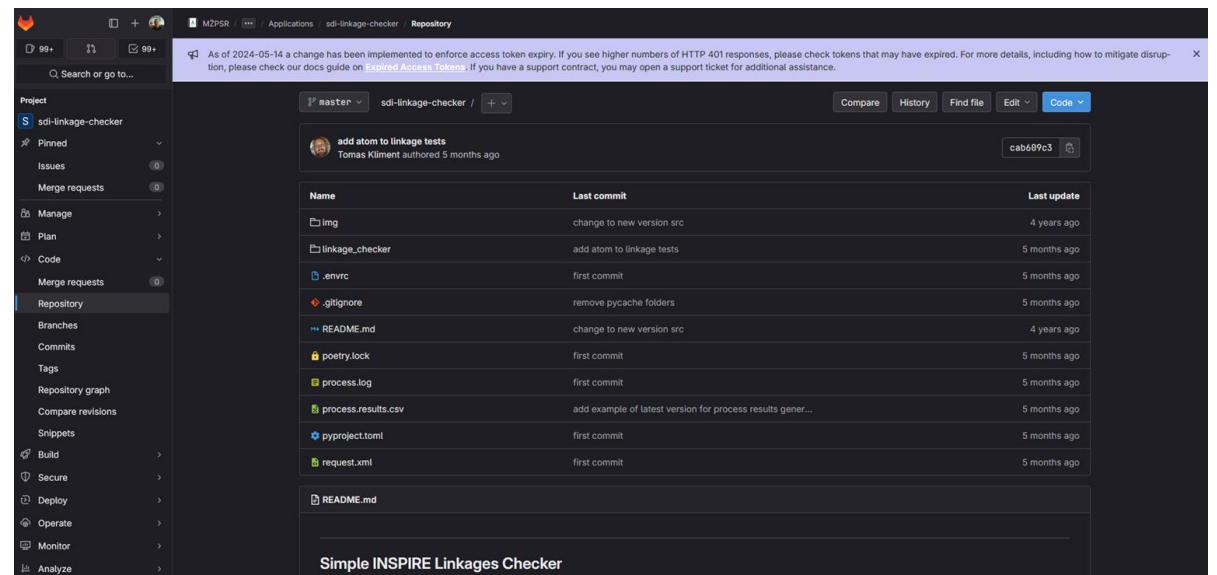 MŽPSR / ••• / Applications / sdi-linkage-checker / Repository
99+ 99+
Search or go to...
As of 2024-05-14 a change has been implemented to enforce access token expiry. If you see higher numbers of HTTP 401 responses, please check tokens that may have expired. For more details, including how to mitigate disrup-
tion, please check our docs guide on Expired Access Tokens. If you have a support contract, you may open a support ticket for additional assistance.
Project
S sdi-linkage-checker
Pinned
Issues 0
Merge requests 0
Manage
Plan
Code
Merge requests 0
Repository
Branches
Commits
Tags
Repository graph
Compare revisions
Snippets
Build
Secure
Deploy
Operate
Monitor
Analyze
master sdi-linkage-checker / +
Compare History Find file Edit Code
add atom to linkage tests
Tomas Kliment authored 5 months ago
cab609c3
Name Last commit Last update
img change to new version src 4 years ago
linkage_checker add atom to linkage tests 5 months ago
.envrc first commit 5 months ago
.gitignore remove pycache folders 5 months ago
README.md change to new version src 4 years ago
poetry.lock first commit 5 months ago
process.log first commit 5 months ago
process.results.csv add example of latest version for process results gener... 5 months ago
pyproject.toml first commit 5 months ago
request.xml first commit 5 months ago
README.md
Simple INSPIRE Linkages Checker